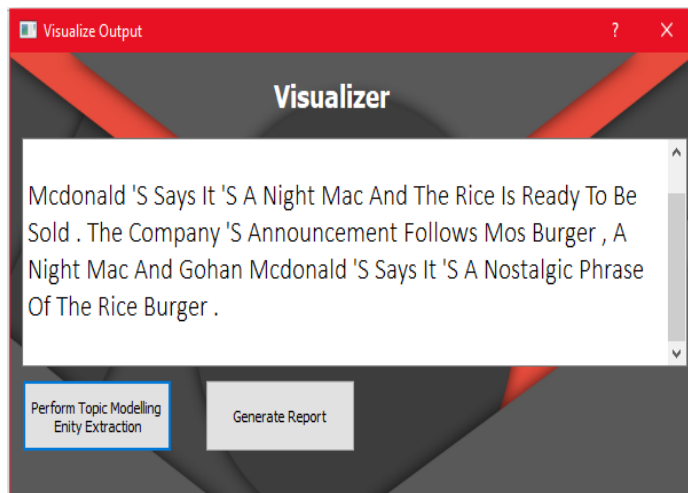 Visualize Output
?
X
Visualizer
Mcdonald 'S Says It 'S A Night Mac And The Rice Is Ready To Be
Sold . The Company 'S Announcement Follows Mos Burger , A
Night Mac And Gohan Mcdonald 'S Says It 'S A Nostalgic Phrase
Of The Rice Burger .
Perform Topic Modelling
Enity Extraction
Generate Report